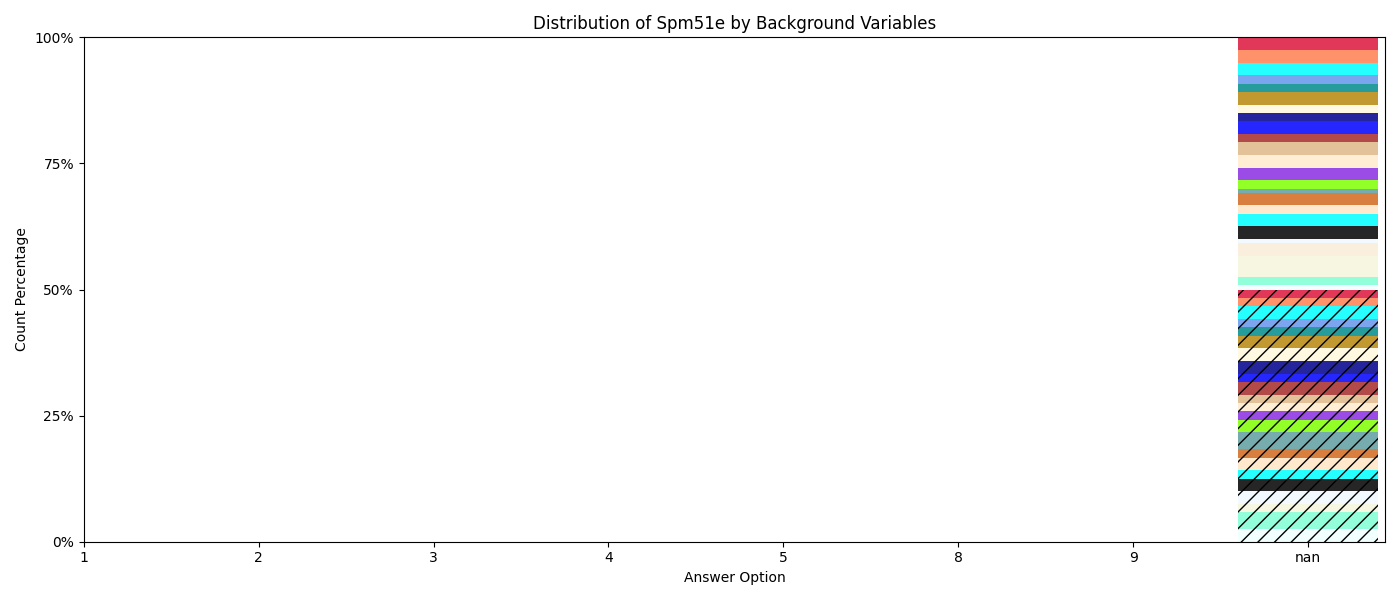 Distribution of Spm51e by Background Variables
100%
75%
50%
25%
0%
Count Percentage
1 2 3 4 5 8 9 nan
Answer Option